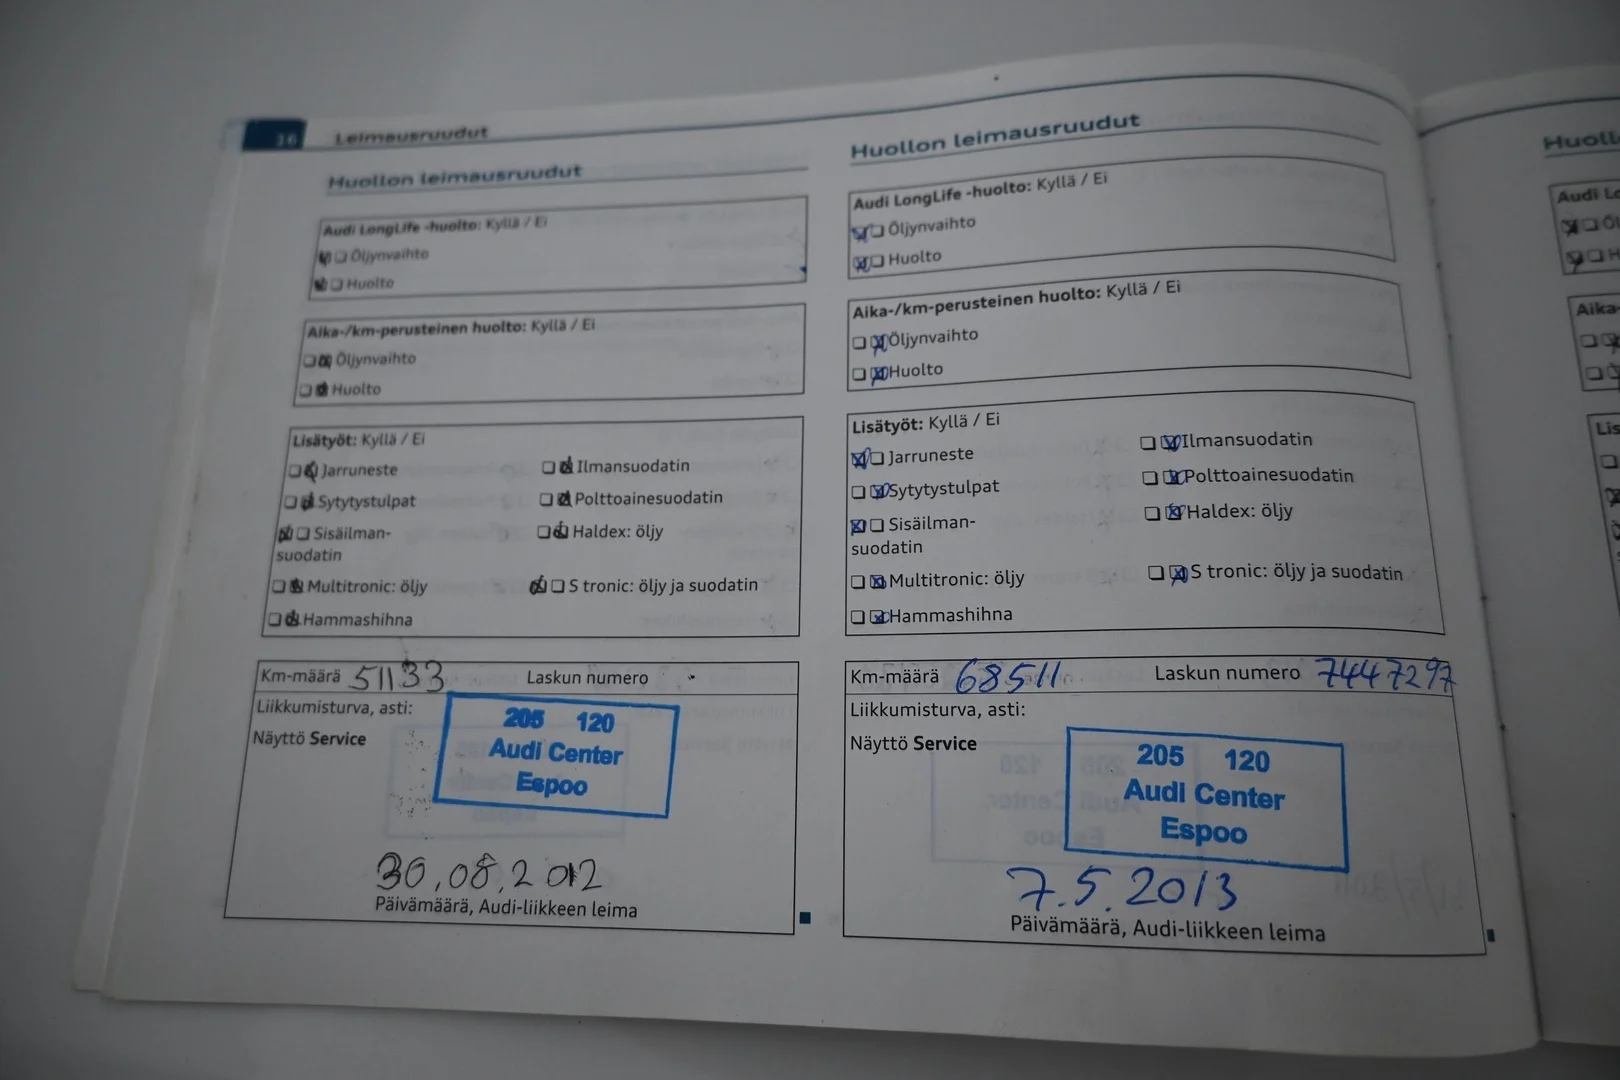 16 Leimausruudut
Huollon leimausruudut
Audi LongLife -huolto: Kyllä / Ei
Öljynvaihto
Huolto
Aika-/km-perusteinen huolto: Kyllä / Ei
Öljynvaihto
Huolto
Lisätyöt: Kyllä / Ei
Jarruneste
Ilmansuodatin
Sytytystulpat
Polttoainesuodatin
Sisäilman-
suodatin
Haldex: öljy
Multitronic: öljy
S tronic: öljy ja suodatin
Hammashihna
Km-määrä 51133
Laskun numero
Liikkumisturva, asti:
Näyttö Service
205 120
Audi Center
Espoo
30.08.2012
Päivämäärä, Audi-liikkeen leima
Huollon leimausruudut
Audi LongLife -huolto: Kyllä / Ei
Öljynvaihto
Huolto
Aika-/km-perusteinen huolto: Kyllä / Ei
Öljynvaihto
Huolto
Lisätyöt: Kyllä / Ei
Jarruneste
Ilmansuodatin
Sytytystulpat
Polttoainesuodatin
Sisäilman-
suodatin
Haldex: öljy
Multitronic: öljy
S tronic: öljy ja suodatin
Hammashihna
Km-määrä 68511
Laskun numero 7447297
Liikkumisturva, asti:
Näyttö Service
205 120
Audi Center
Espoo
7.5.2013
Päivämäärä, Audi-liikkeen leima
Audi
Aika-